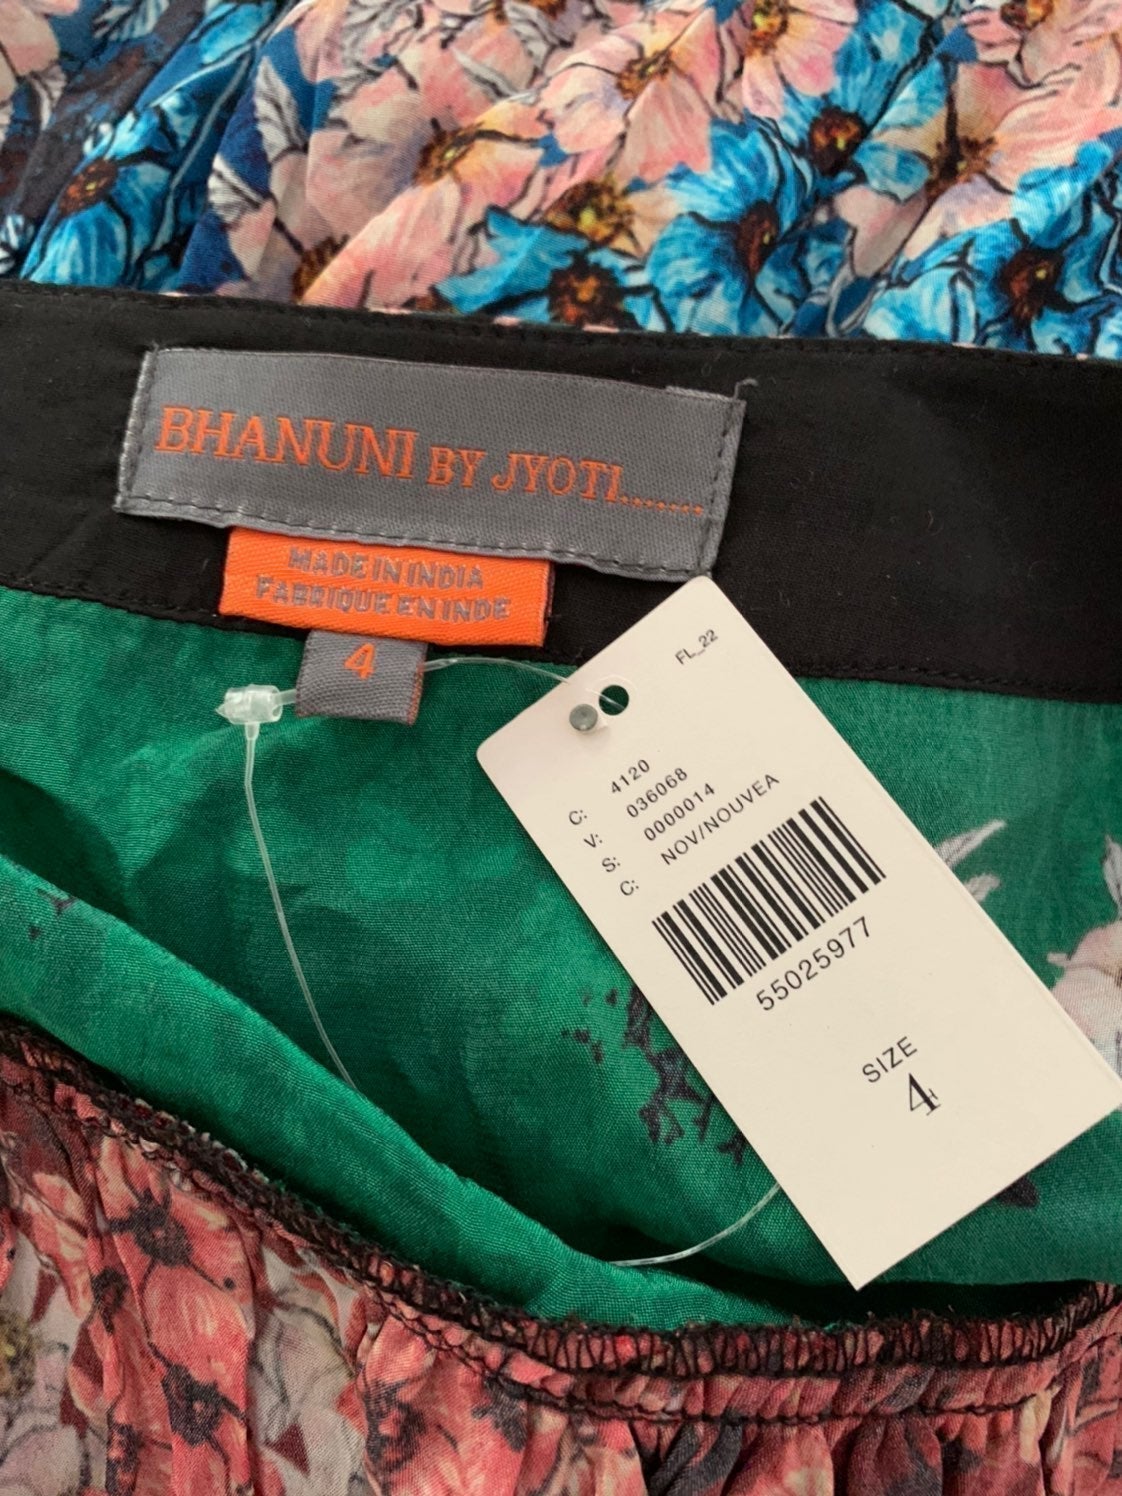 BHANUNI BY JYOTI.......
MADE IN INDIA
FABRIQUE EN INDE
4
FL_22
C: 4120
V: 036068
S: 0000014
C: NOV/NOUVEA
55025977
SIZE
4